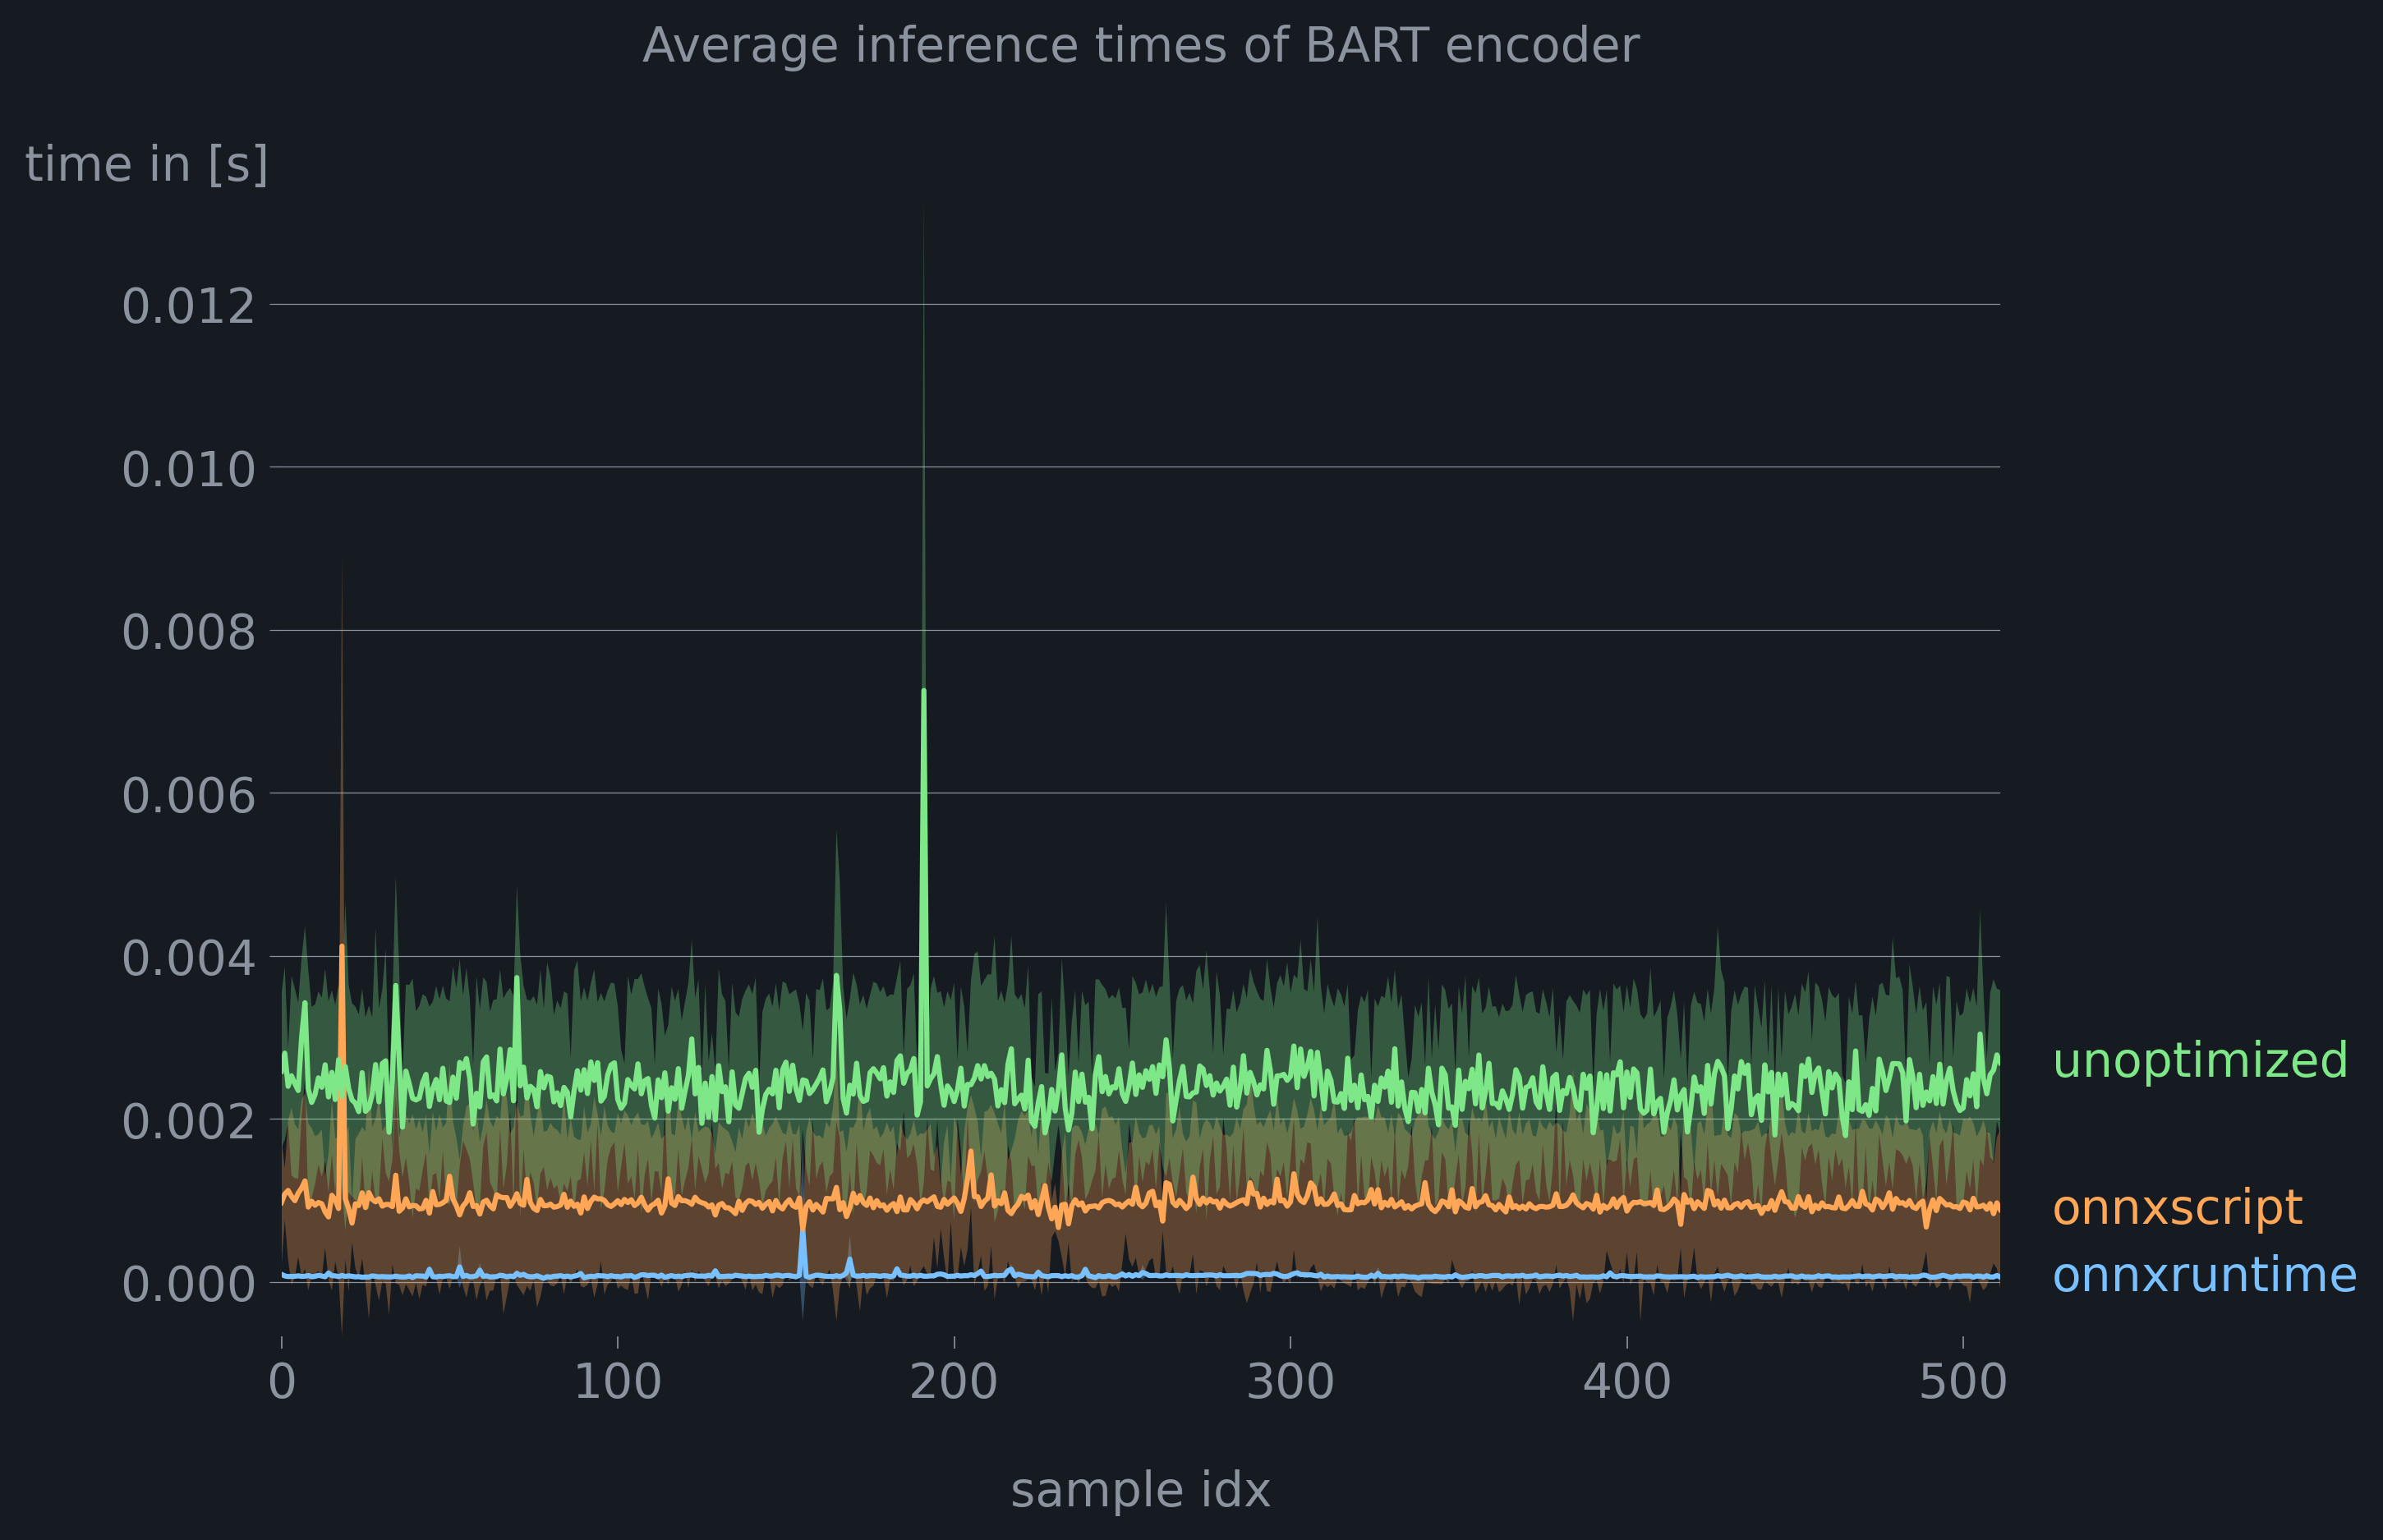 Average inference times of BART encoder
time in [s]
0.012
0.010
0.008
0.006
0.004
0.002
0.000
unoptimized
onnxscript
onnxruntime
0 100 200 300 400 500
sample idx